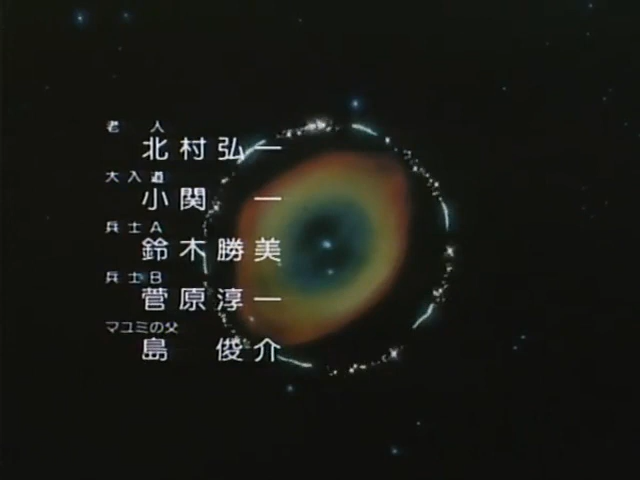 老人
北村弘一
大入道
小関 一
兵士A
鈴木勝美
兵士B
菅原淳一
マユミの父
島 俊介